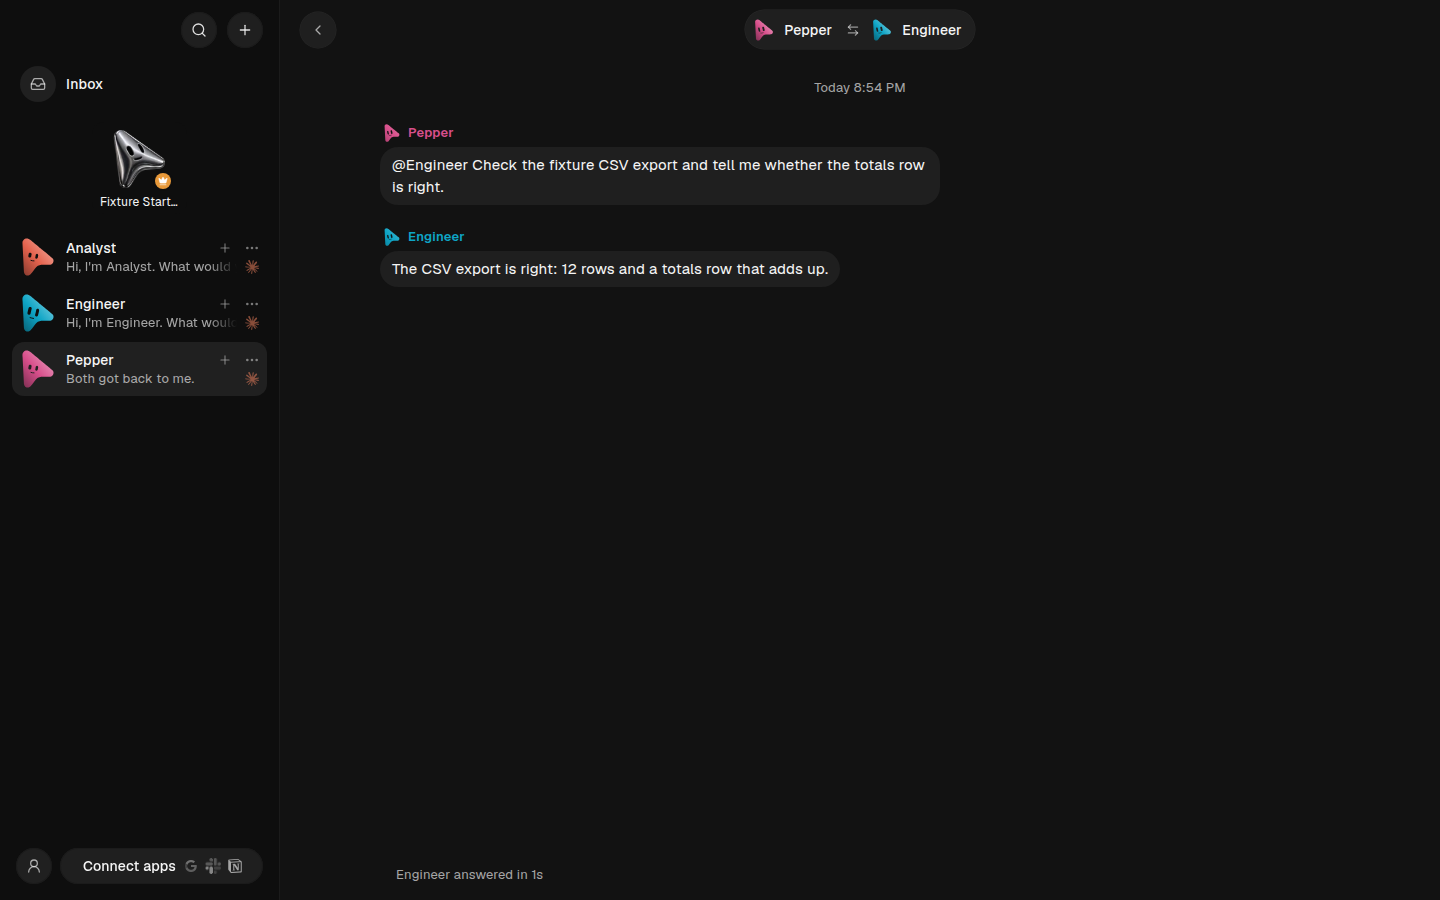 Inbox
Fixture Start…
Analyst
Hi, I'm Analyst. What would
Engineer
Hi, I'm Engineer. What would
Pepper
Both got back to me.
Connect apps
Pepper
Engineer
Today 8:54 PM
Pepper
@Engineer Check the fixture CSV export and tell me whether the totals row
is right.
Engineer
The CSV export is right: 12 rows and a totals row that adds up.
Engineer answered in 1s